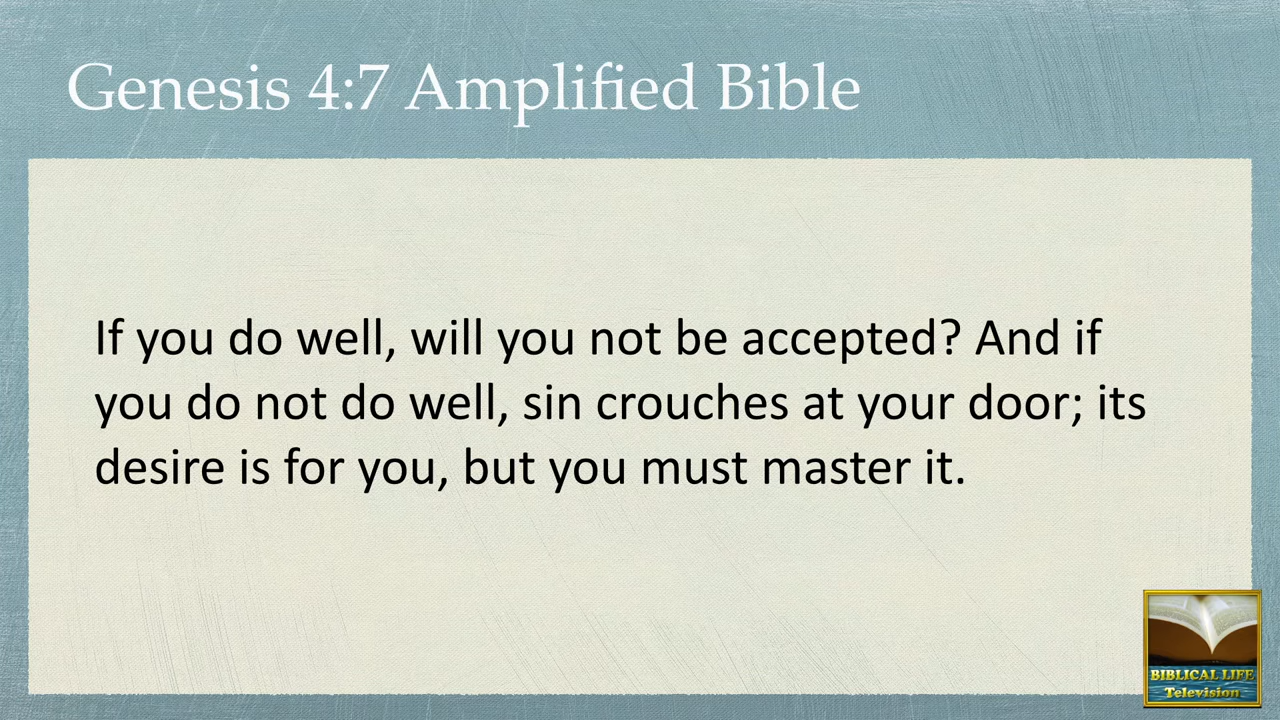 Genesis 4:7 Amplified Bible
If you do well, will you not be accepted? And if
you do not do well, sin crouches at your door; its
desire is for you, but you must master it.
BIBLICAL LIFE
Television